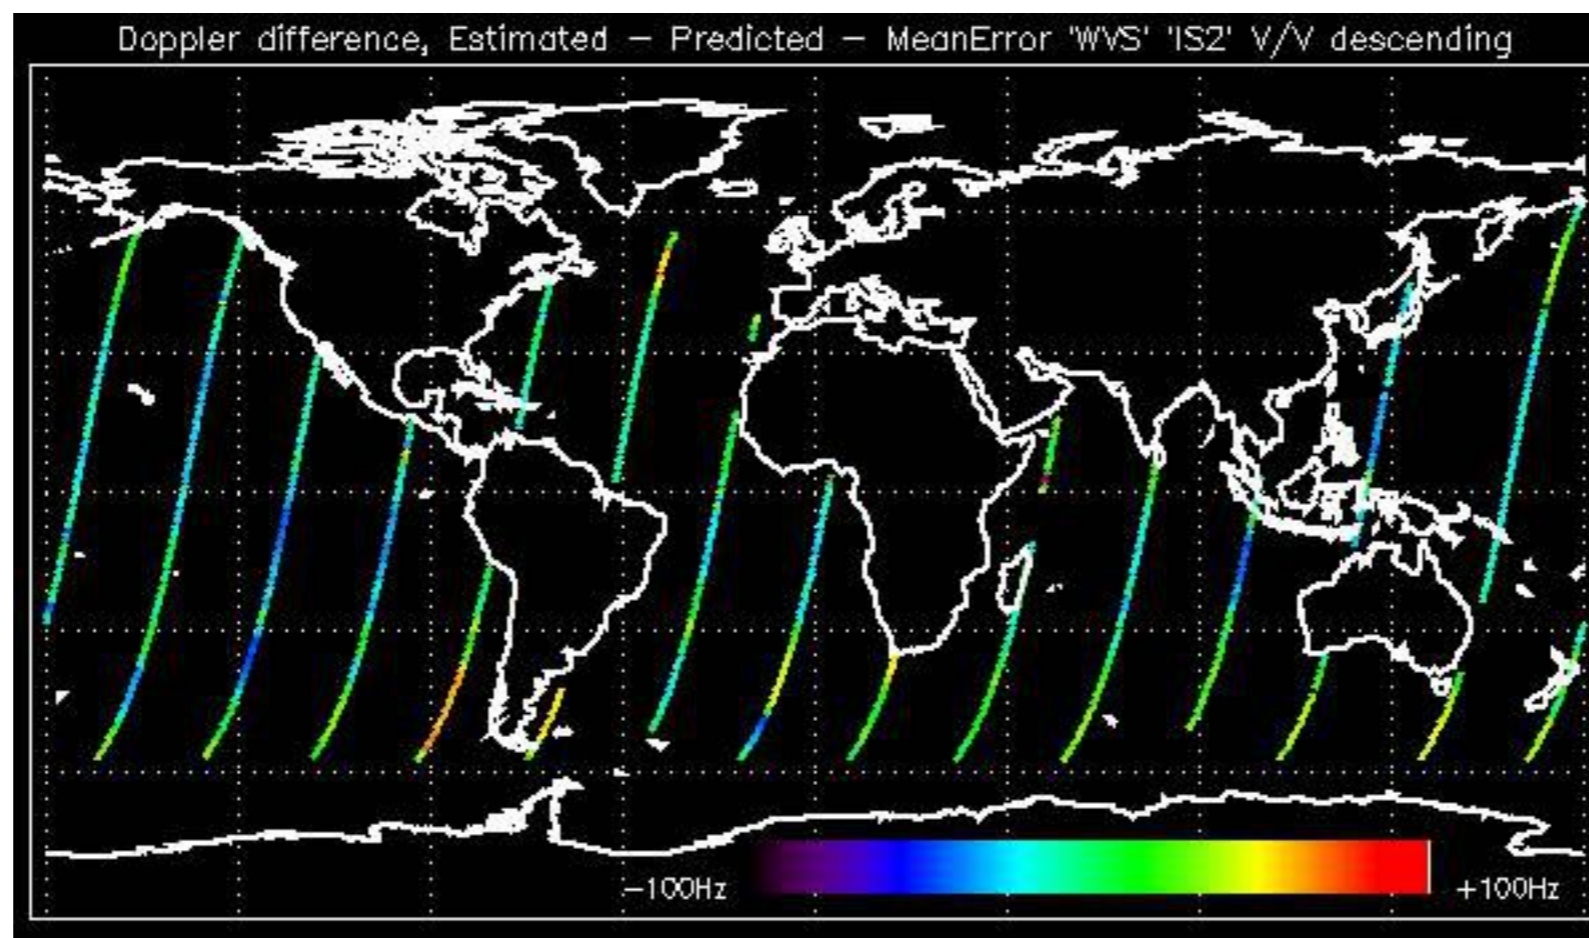 Doppler difference, Estimated – Predicted – MeanError 'WVS' 'IS2' V/V descending
−100Hz +100Hz